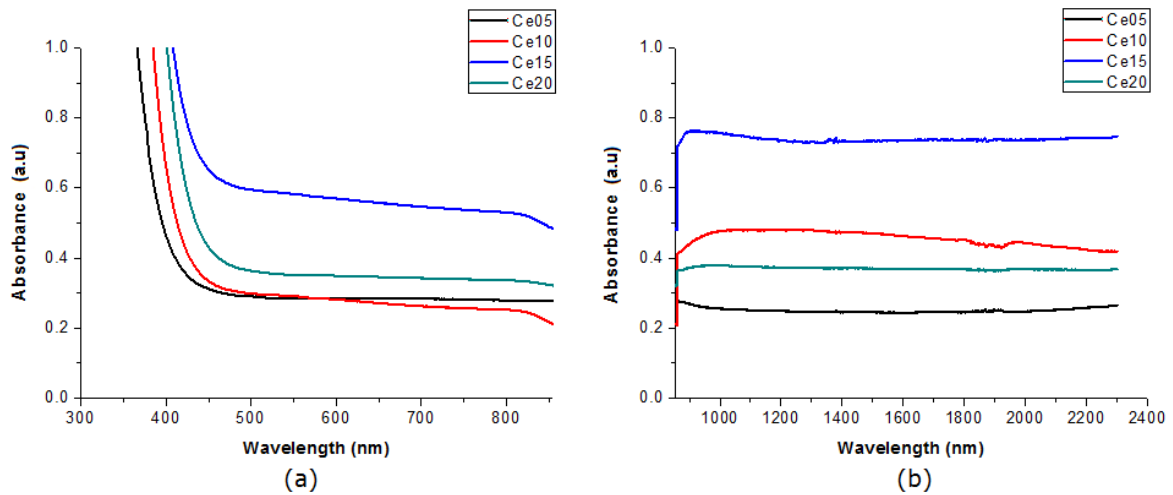 Ce05
Ce10
Ce15
Ce20
1.0
0.8
0.6
0.4
0.2
0.0
Absorbance (a.u)
300 400 500 600 700 800
Wavelength (nm)
(a)
Ce05
Ce10
Ce15
Ce20
1.0
0.8
0.6
0.4
0.2
0.0
Absorbance (a.u)
1000 1200 1400 1600 1800 2000 2200 2400
Wavelength (nm)
(b)